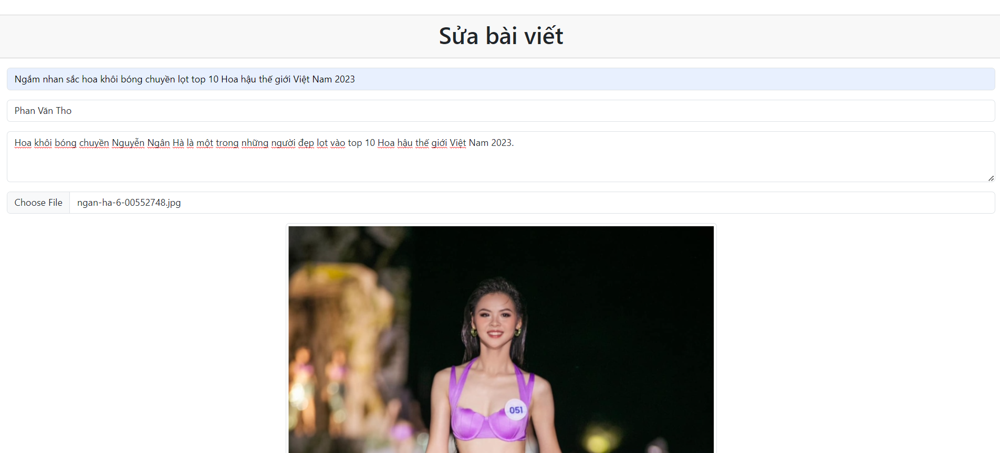 Sửa bài viết
Ngắm nhan sắc hoa khôi bóng chuyền lọt top 10 Hoa hậu thế giới Việt Nam 2023
Phan Văn Tho
Hoa khôi bóng chuyền Nguyễn Ngân Hà là một trong những người đẹp lọt vào top 10 Hoa hậu thế giới Việt Nam 2023.
Choose File ngan-ha-6-00552748.jpg
051